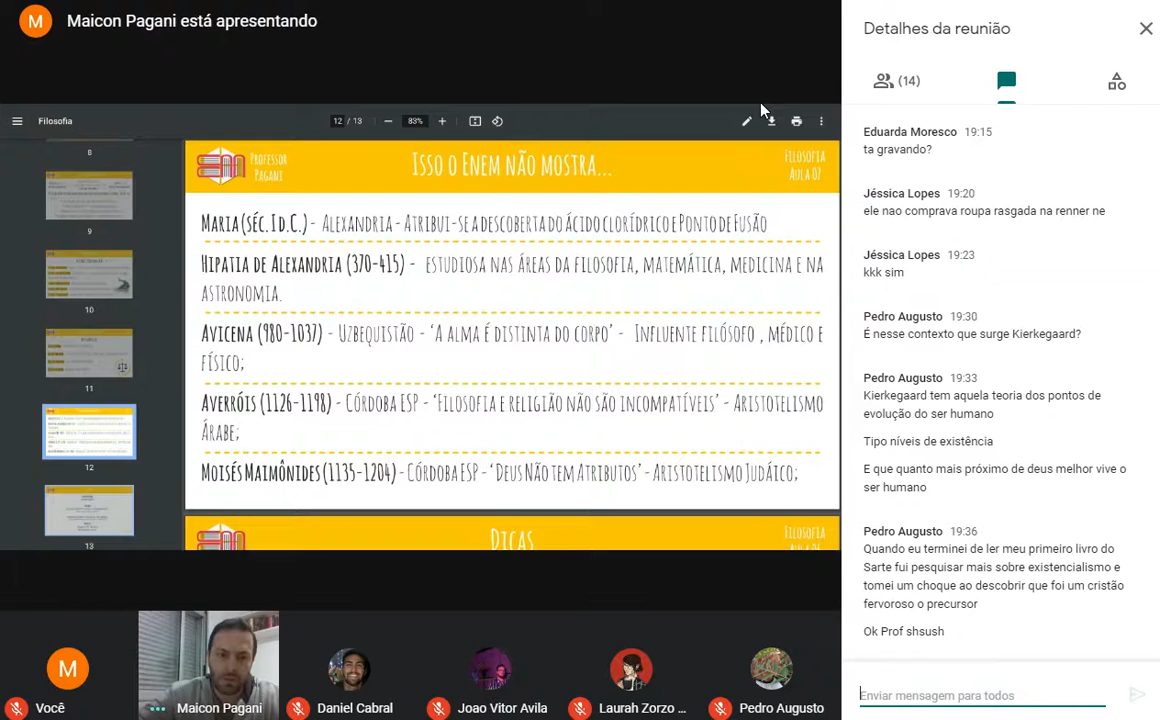 M
Maicon Pagani está apresentando
Filosofia
12 / 13
83%
8
9
10
11
12
13
PROFESSOR
PAGANI
ISSO O ENEM NÃO MOSTRA...
FILOSOFIA
AULA 07
MARIA (SÉC. I d. C.) - ALEXANDRIA - ATRIBUI-SE A DESCOBERTA DO ÁCIDO CLORÍDRICO E PONTO DE FUSÃO
HIPATIA DE ALEXANDRIA (370-415) - ESTUDIOSA NAS ÁREAS DA FILOSOFIA, MATEMÁTICA, MEDICINA E NA
ASTRONOMIA.
AVICENA (980-1037) - UZBEQUISTÃO - 'A ALMA É DISTINTA DO CORPO' - INFLUENTE FILÓSOFO , MÉDICO E
FÍSICO;
AVERRÓIS (1126-1198) - CÓRDOBA ESP - 'FILOSOFIA E RELIGIÃO NÃO SÃO INCOMPATÍVEIS' - ARISTOTELISMO
ÁRABE;
MOISÉS MAIMÔNIDES (1135-1204) - CÓRDOBA ESP - 'DEUS NÃO TEM ATRIBUTOS' - ARISTOTELISMO JUDÁICO;
DICAS
FILOSOFIA
M
Você
Maicon Pagani
Daniel Cabral
Joao Vitor Avila
Laurah Zorzo ...
Pedro Augusto
Detalhes da reunião
(14)
Eduarda Moresco 19:15
ta gravando?
Jéssica Lopes 19:20
ele nao comprava roupa rasgada na renner ne
Jéssica Lopes 19:23
kkk sim
Pedro Augusto 19:30
É nesse contexto que surge Kierkegaard?
Pedro Augusto 19:33
Kierkegaard tem aquela teoria dos pontos de
evolução do ser humano
Tipo níveis de existência
E que quanto mais próximo de deus melhor vive o
ser humano
Pedro Augusto 19:36
Quando eu terminei de ler meu primeiro livro do
Sarte fui pesquisar mais sobre existencialismo e
tomei um choque ao descobrir que foi um cristão
fervoroso o precursor
Ok Prof shsush
Enviar mensagem para todos